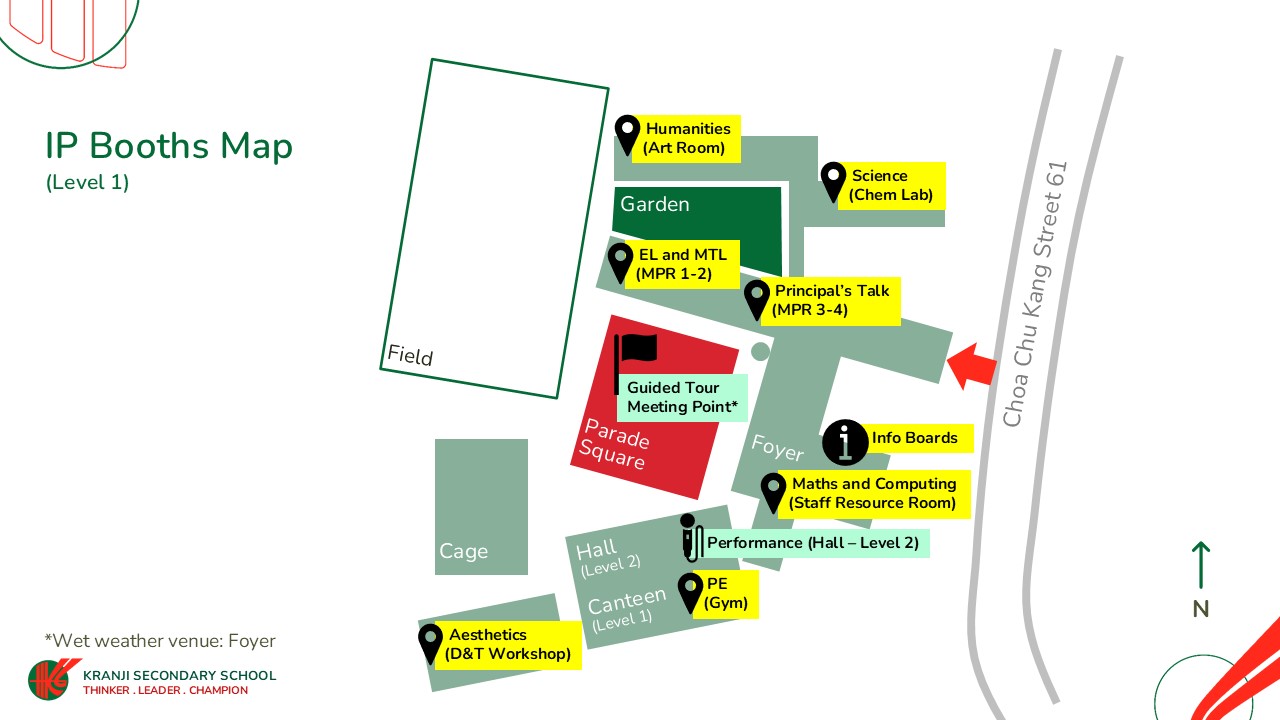 IP Booths Map
(Level 1)
Humanities
(Art Room)
Science
(Chem Lab)
Garden
EL and MTL
(MPR 1-2)
Principal’s Talk
(MPR 3-4)
Field
Guided Tour
Meeting Point*
Parade
Square
Foyer
Info Boards
Maths and Computing
(Staff Resource Room)
Choa Chu Kang Street 61
Cage
Hall
(Level 2)
Performance (Hall – Level 2)
Canteen
(Level 1)
PE
(Gym)
Aesthetics
(D&T Workshop)
N
*Wet weather venue: Foyer
KRANJI SECONDARY SCHOOL
THINKER . LEADER . CHAMPION